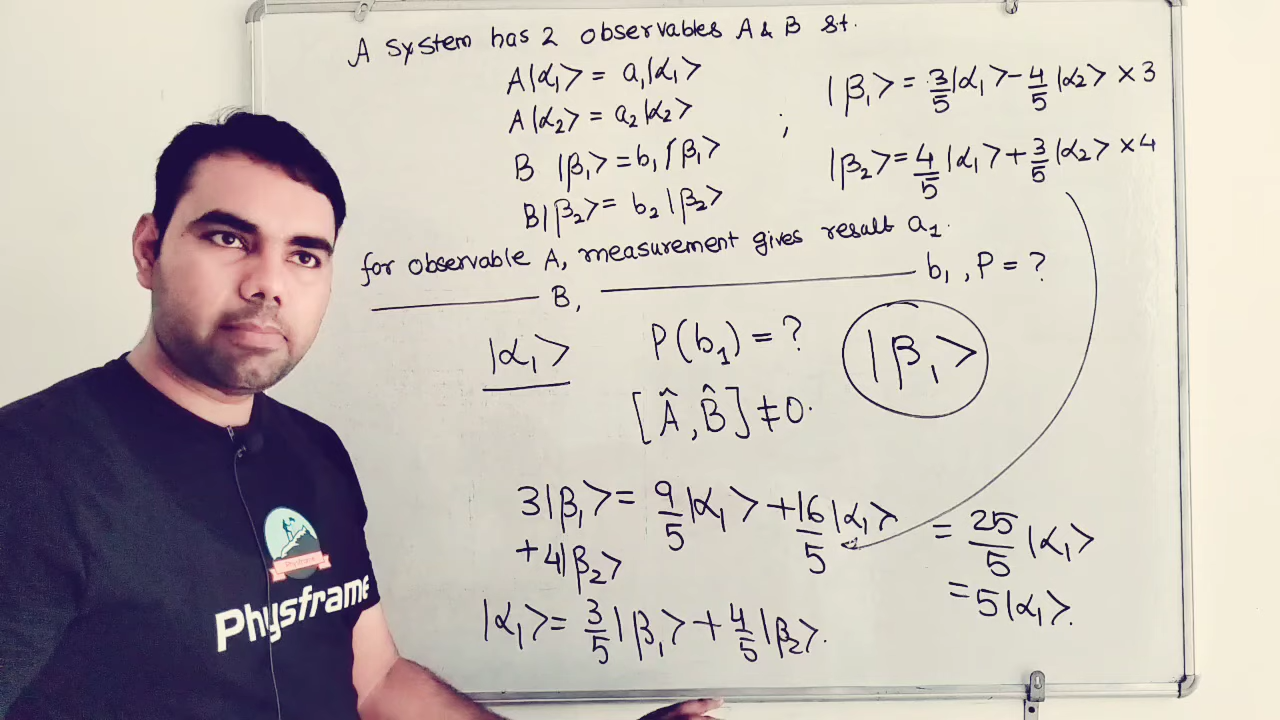 A system has 2 observables A & B st.
A|α₁> = a₁|α₁>
A|α₂> = a₂|α₂>
B |β₁> = b₁|β₁>
B|β₂> = b₂|β₂>
;
|β₁> = 3/5|α₁> - 4/5|α₂> × 3
|β₂> = 4/5|α₁> + 3/5|α₂> × 4
for observable A, measurement gives result a₁.
———— B, ———— b₁, P = ?
|α₁> P(b₁) = ? |β₁>
[Â, B̂] ≠ 0.
3|β₁> = 9/5|α₁> + 16/5|α₁> = 25/5|α₁>
+ 4|β₂> = 5|α₁>.
|α₁> = 3/5|β₁> + 4/5|β₂>.
Physframe
Physframe